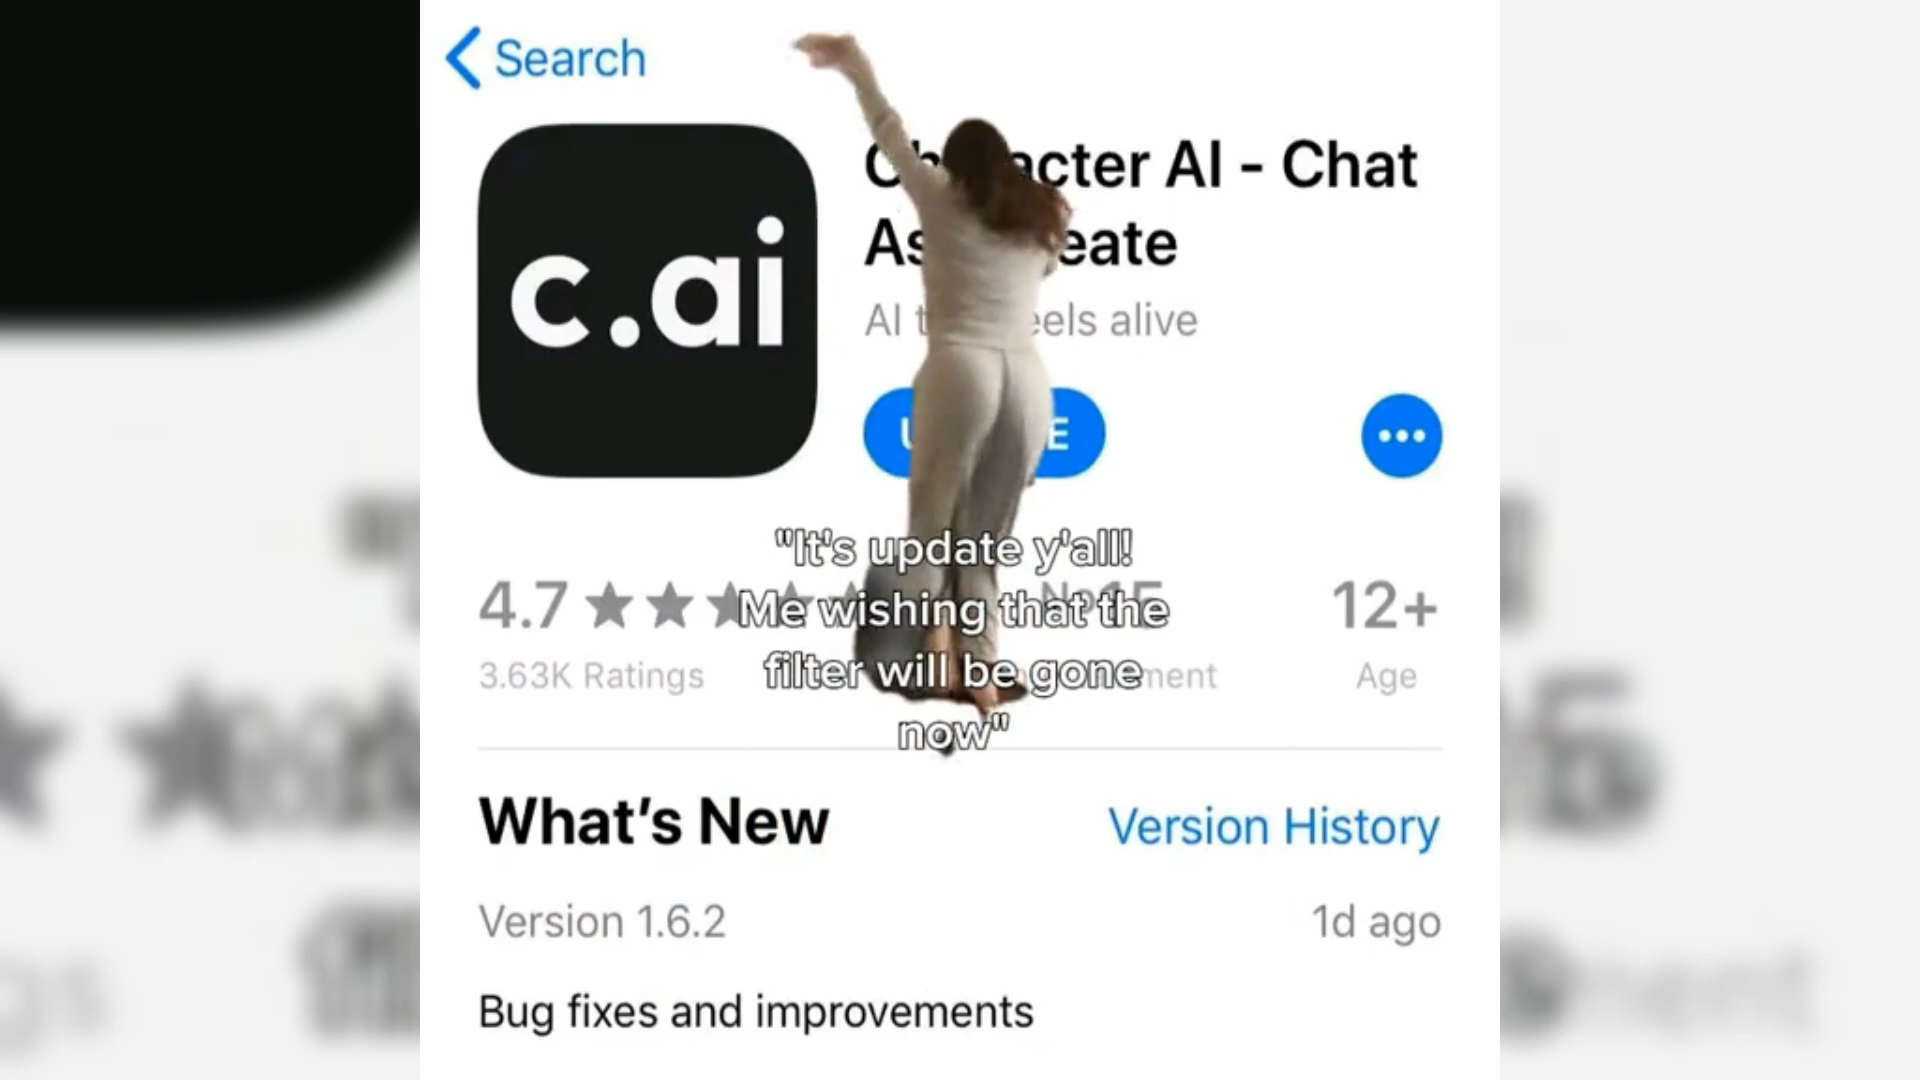 Search
c.ai
acter AI - Chat
eate
AI eels alive
4.7
12+
3.63K Ratings
ment
Age
"It's update y'all!
Me wishing that the
filter will be gone
now"
What's New
Version History
Version 1.6.2
1d ago
Bug fixes and improvements